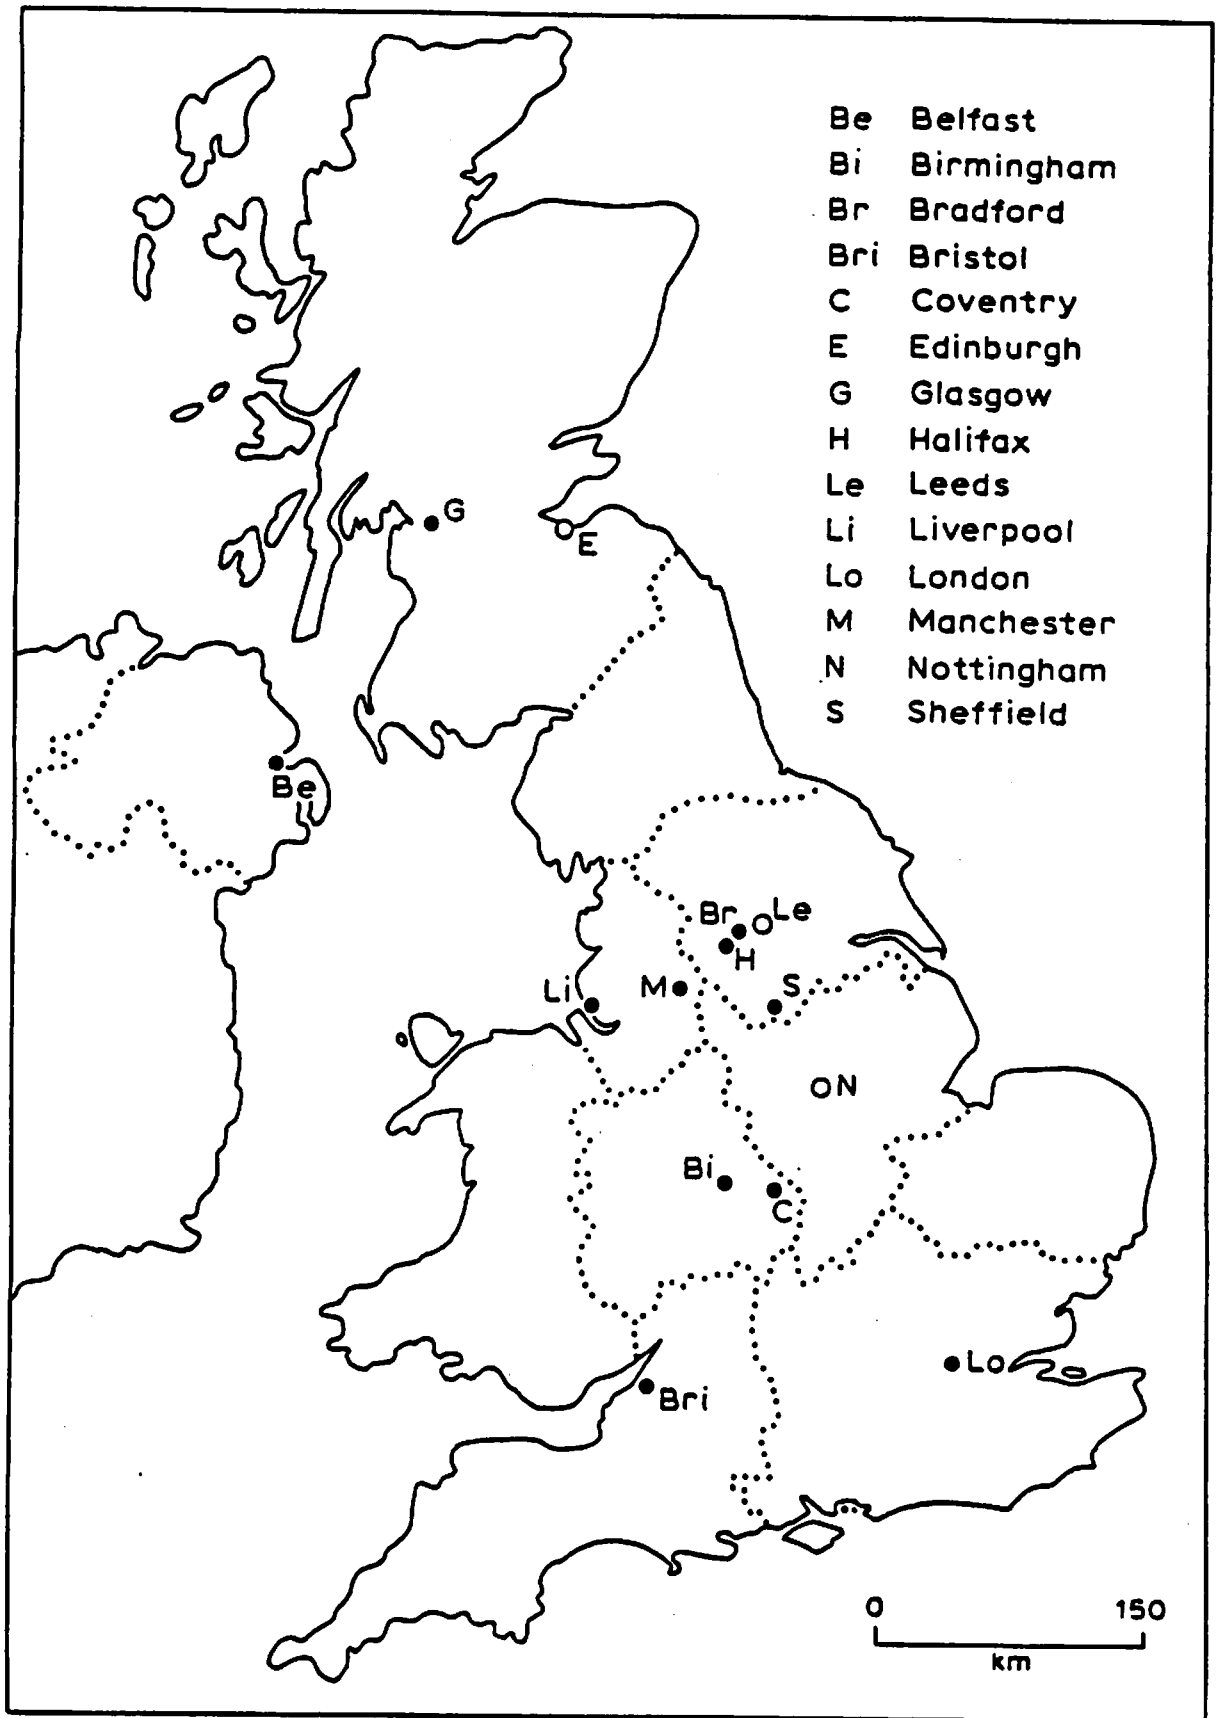 Be Belfast
Bi Birmingham
Br Bradford
Bri Bristol
C Coventry
E Edinburgh
G Glasgow
H Halifax
Le Leeds
Li Liverpool
Lo London
M Manchester
N Nottingham
S Sheffield
G
E
Be
Br Le
H
Li M S
N
Bi
C
Lo
Bri
0 150
km